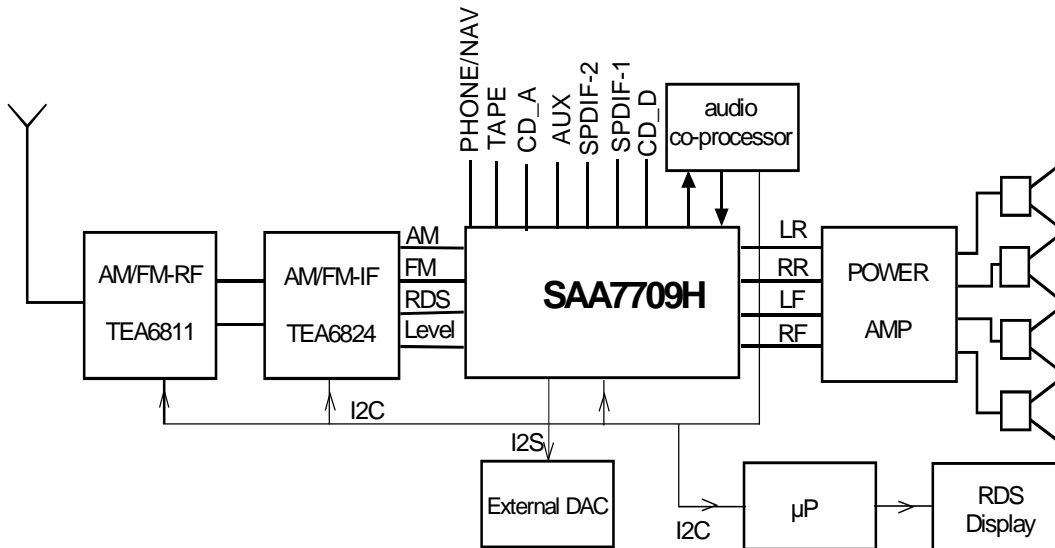 PHONE/NAV
TAPE
CD_A
AUX
SPDIF-2
SPDIF-1
CD_D
audio
co-processor
AM/FM-RF
TEA6811
AM/FM-IF
TEA6824
AM
FM
RDS
Level
SAA7709H
LR
RR
LF
RF
POWER
AMP
I2C
I2S
External DAC
I2C
µP
RDS
Display